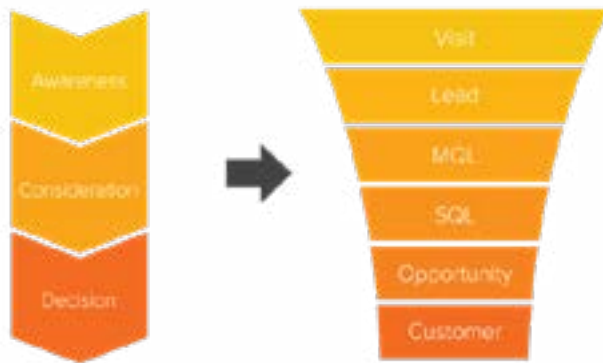 Awareness
Consideration
Decision
Visit
Lead
MQL
SQL
Opportunity
Customer